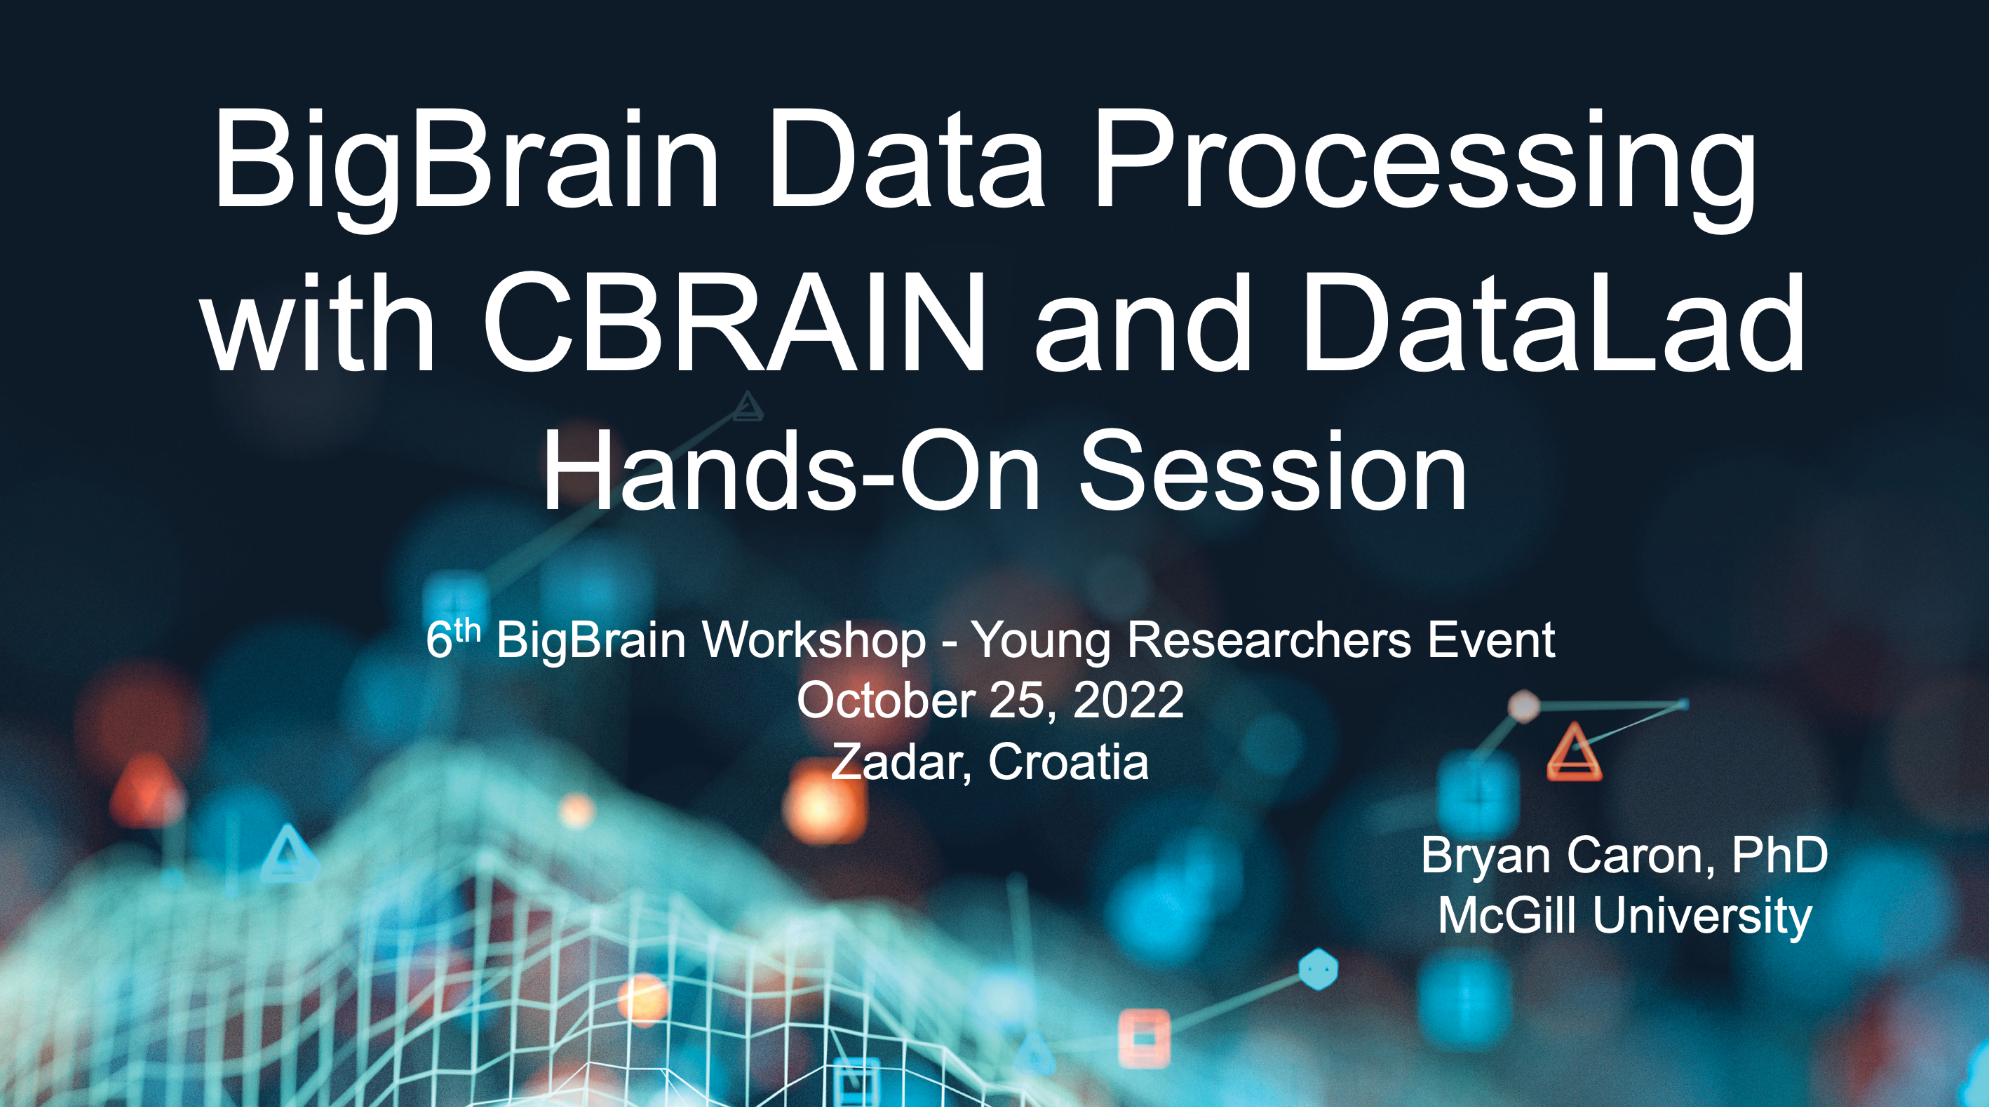 BigBrain Data Processing
with CBRAIN and DataLad
Hands-On Session
6th BigBrain Workshop - Young Researchers Event
October 25, 2022
Zadar, Croatia
Bryan Caron, PhD
McGill University